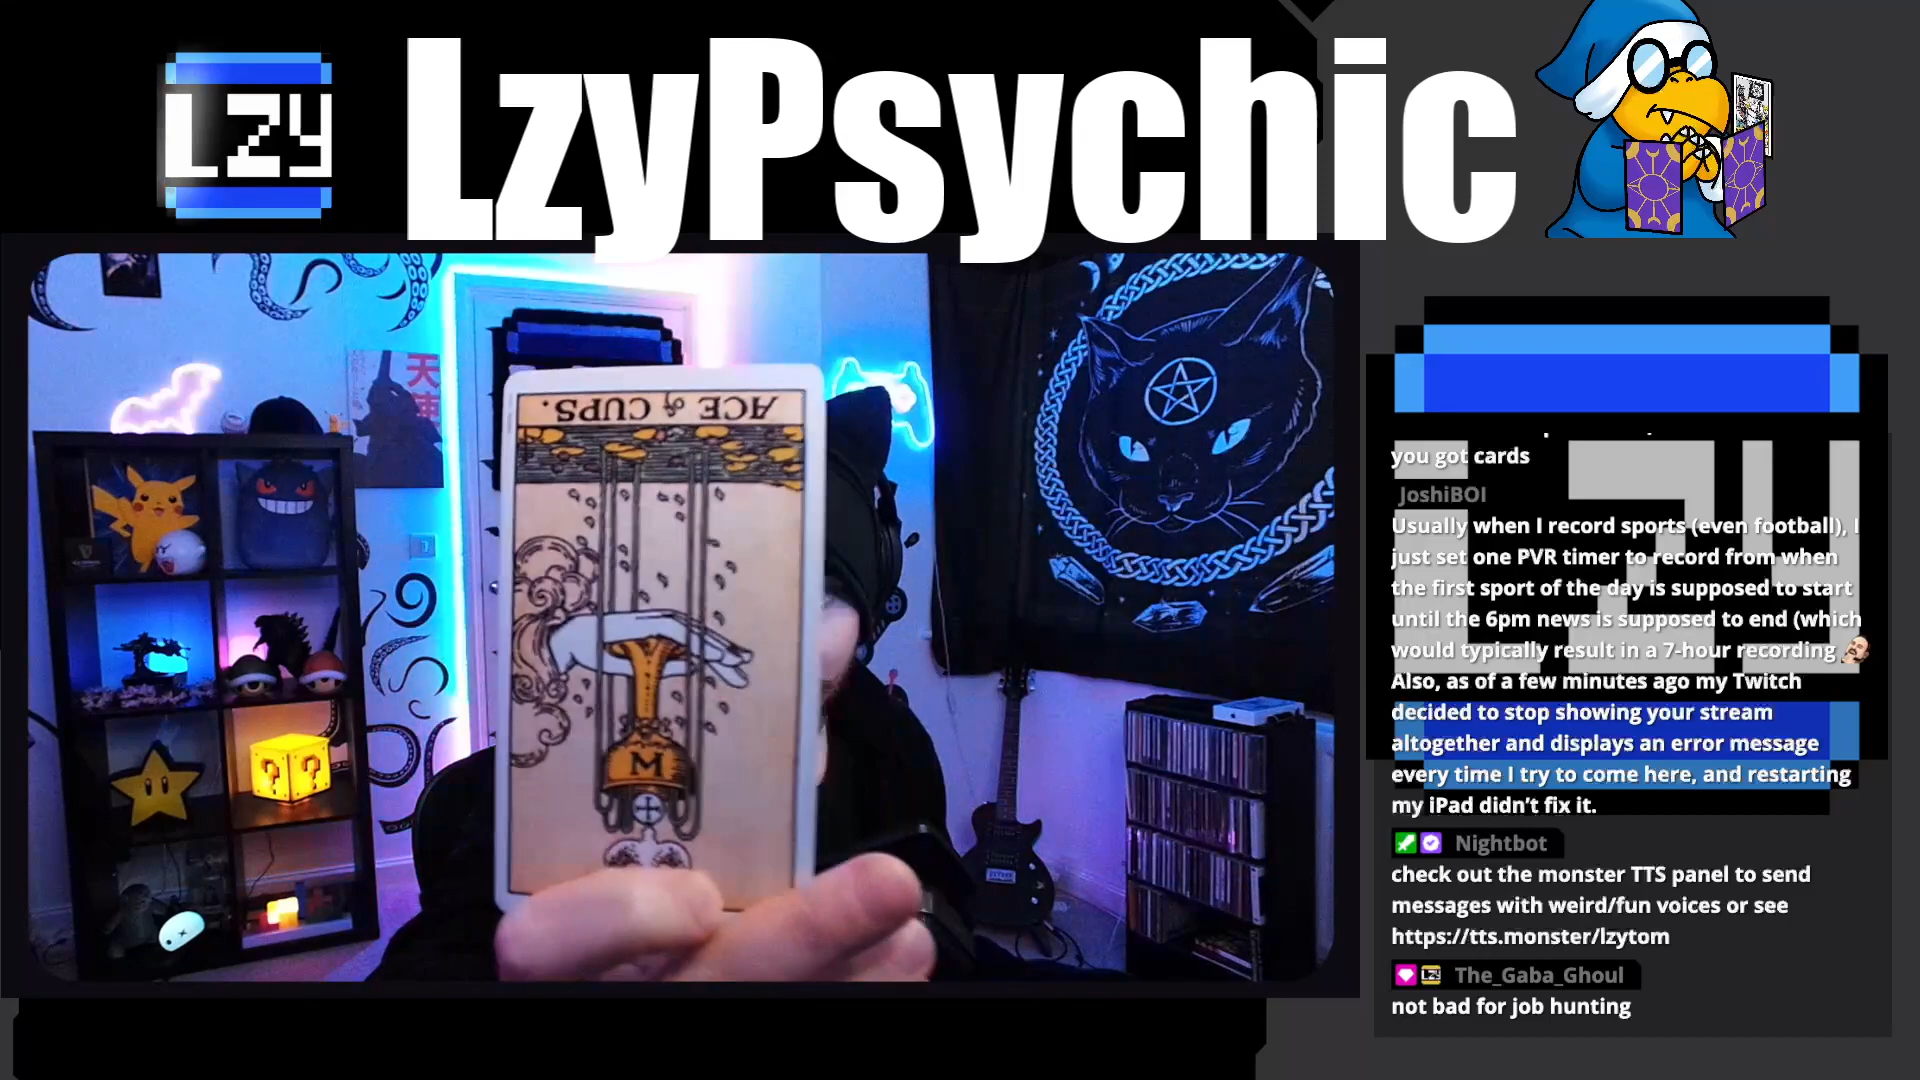 LZY LzyPsychic
ACE of CUPS.
天
M
you got cards
JoshiBOI
Usually when I record sports (even football), I
just set one PVR timer to record from when
the first sport of the day is supposed to start
until the 6pm news is supposed to end (which
would typically result in a 7-hour recording
Also, as of a few minutes ago my Twitch
decided to stop showing your stream
altogether and displays an error message
every time I try to come here, and restarting
my iPad didn’t fix it.
Nightbot
check out the monster TTS panel to send
messages with weird/fun voices or see
https://tts.monster/lzytom
LZY The_Gaba_Ghoul
not bad for job hunting